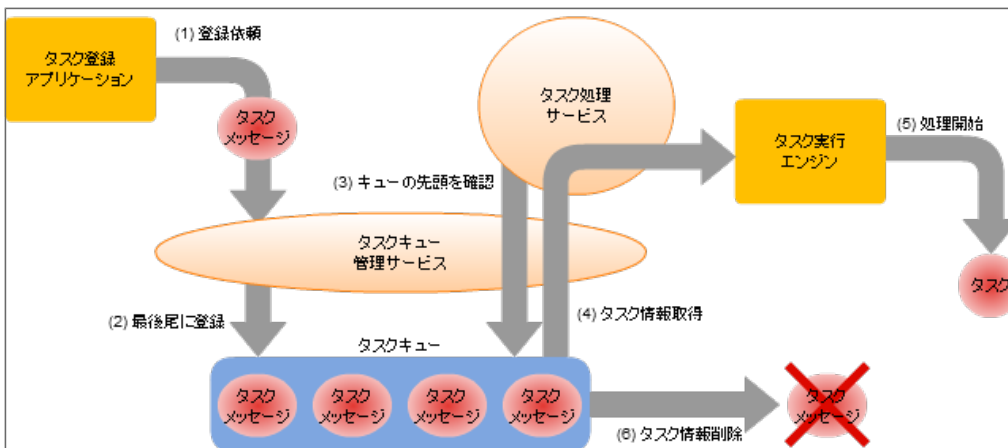 (1) 登録依頼
タスク登録
アプリケーション
タスク
メッセージ
タスク処理
サービス
タスク実行
エンジン
(5) 処理開始
(3) キューの先頭を確認
タスクキュー
管理サービス
タスク
(2) 最後尾に登録
(4) タスク情報取得
タスクキュー
タスク
メッセージ
タスク
メッセージ
タスク
メッセージ
タスク
メッセージ
タスク
メッセージ
(6) タスク情報削除